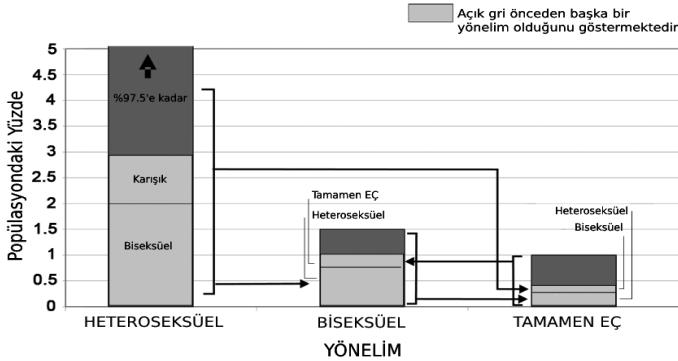 Açık gri önceden başka bir
yönelim olduğunu göstermektedir
Popülasyondaki Yüzde
5
4.5
4
3.5
3
2.5
2
1.5
1
0.5
0
%97.5'e kadar
Karışık
Biseksüel
Tamamen EÇ
Heteroseksüel
Heteroseksüel
Biseksüel
HETEROSEKSÜEL
BİSEKSÜEL
TAMAMEN EÇ
YÖNELİM